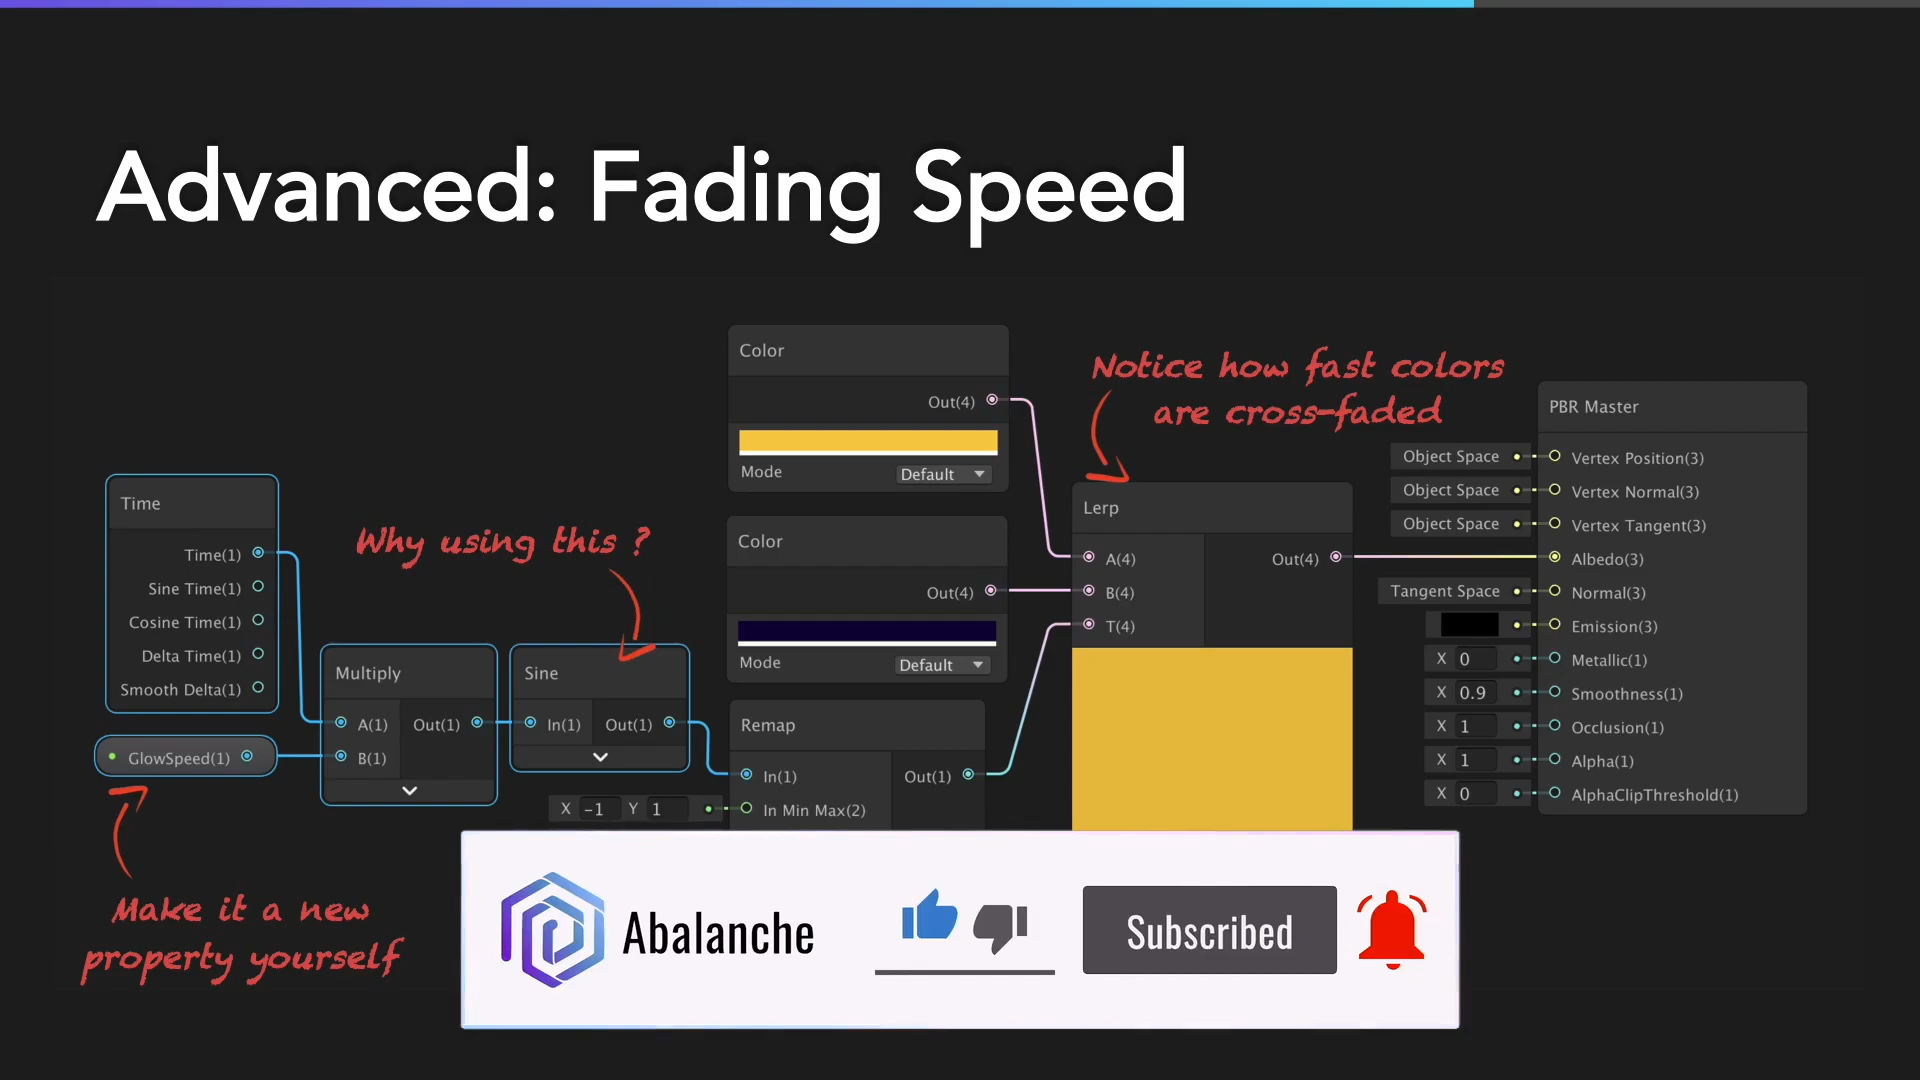 Advanced: Fading Speed
Time
Time(1)
Sine Time(1)
Cosine Time(1)
Delta Time(1)
Smooth Delta(1)
GlowSpeed(1)
Make it a new
property yourself
Multiply
A(1)
Out(1)
B(1)
Why using this ?
Sine
In(1)
Out(1)
Color
Out(4)
Mode
Default
Color
Out(4)
Mode
Default
Remap
In(1)
Out(1)
X -1 Y 1
In Min Max(2)
Notice how fast colors
are cross-faded
Lerp
A(4)
Out(4)
B(4)
T(4)
PBR Master
Object Space
Vertex Position(3)
Object Space
Vertex Normal(3)
Object Space
Vertex Tangent(3)
Albedo(3)
Tangent Space
Normal(3)
Emission(3)
X 0
Metallic(1)
X 0.9
Smoothness(1)
X 1
Occlusion(1)
X 1
Alpha(1)
X 0
AlphaClipThreshold(1)
Abalanche
Subscribed